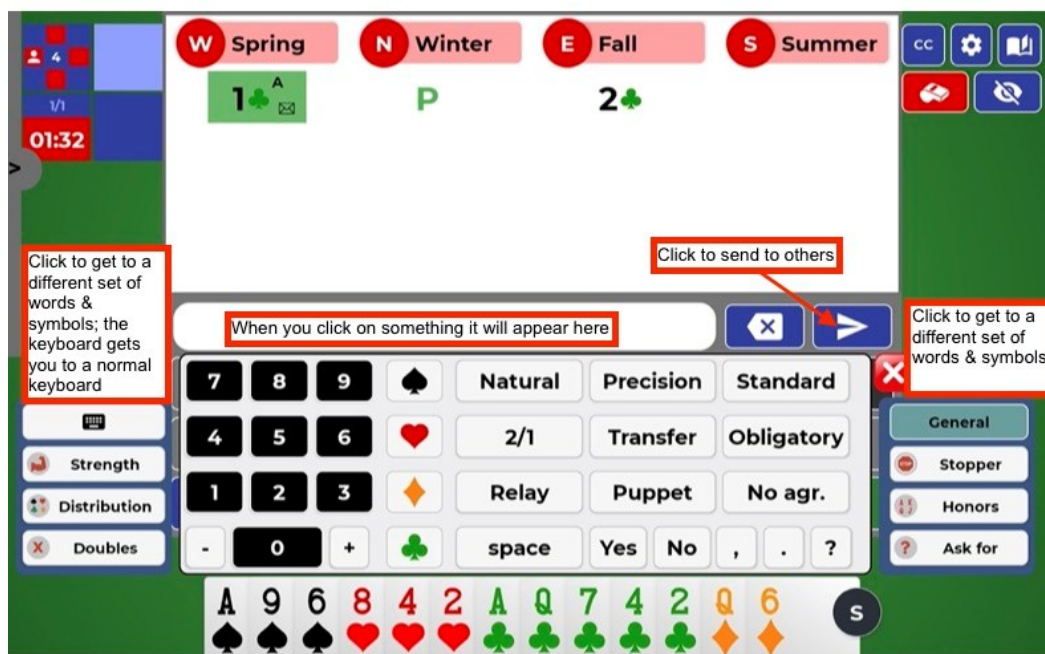 W Spring N Winter E Fall S Summer CC
4
1♣ A P 2♣
1/1
01:32
>
Click to get to a
different set of
words &
symbols; the
keyboard gets
you to a normal
keyboard
Click to send to others
When you click on something it will appear here
Click to get to a
different set of
words & symbols
7 8 9 ♠ Natural Precision Standard
4 5 6 ♥ 2/1 Transfer Obligatory
1 2 3 ♦ Relay Puppet No agr.
- 0 + ♣ space Yes No , . ?
Strength
Distribution
X Doubles
General
STOP Stopper
Honors
? Ask for
A 9 6 8 4 2 A Q 7 4 2 Q 6 S
♠ ♠ ♠ ♥ ♥ ♥ ♣ ♣ ♣ ♣ ♣ ♦ ♦